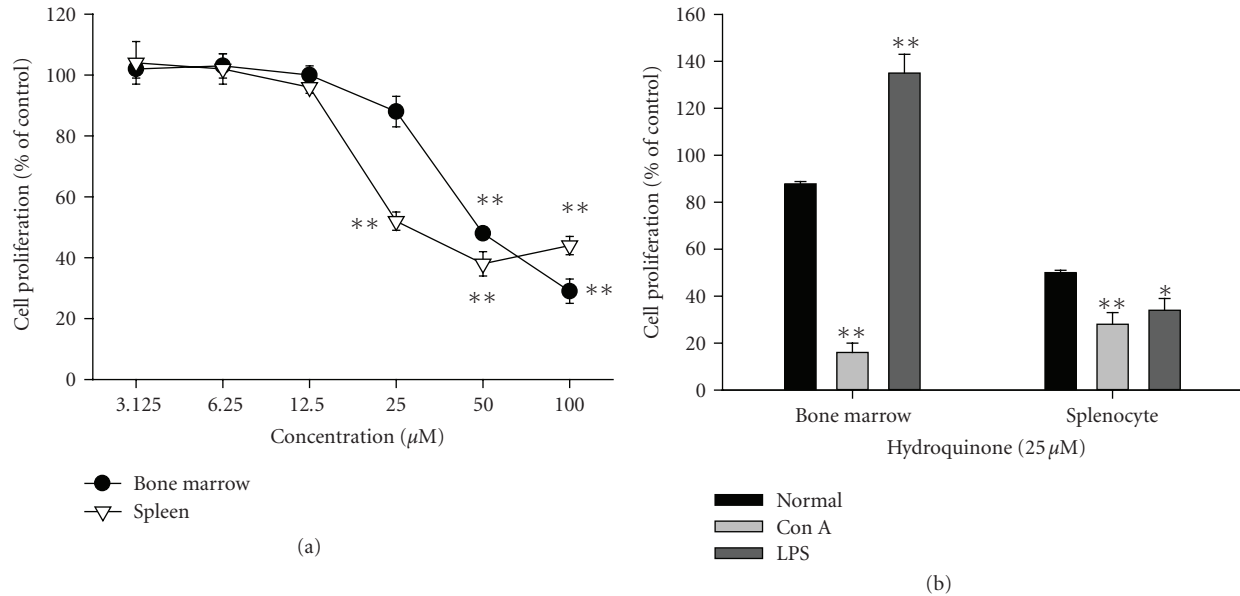 120
100
80
60
40
20
0
Cell proliferation (% of control)
**
**
**
**
**
3.125 6.25 12.5 25 50 100
Concentration (μM)
Bone marrow
Spleen
(a)
160
140
120
100
80
60
40
20
0
Cell proliferation (% of control)
**
**
**
*
Bone marrow Splenocyte
Hydroquinone (25 μM)
Normal
Con A
LPS
(b)